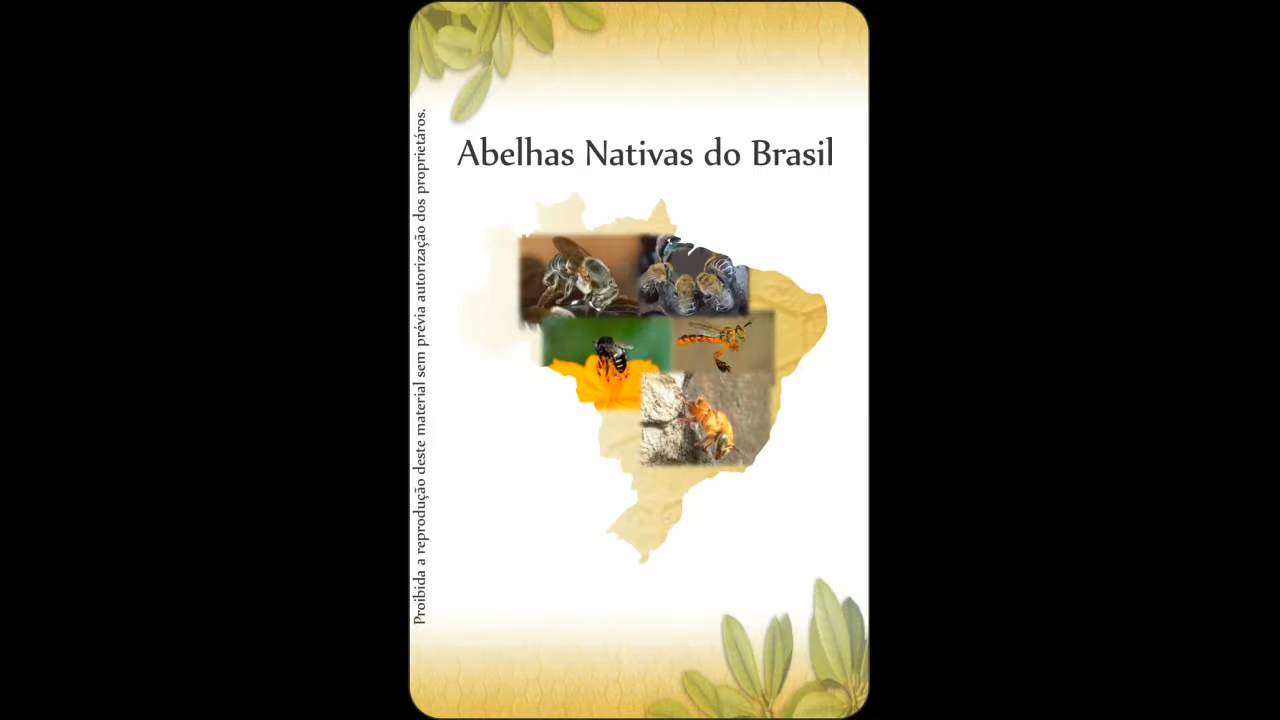 Abelhas Nativas do Brasil
Proibida a reprodução deste material sem prévia autorização dos proprietáros.